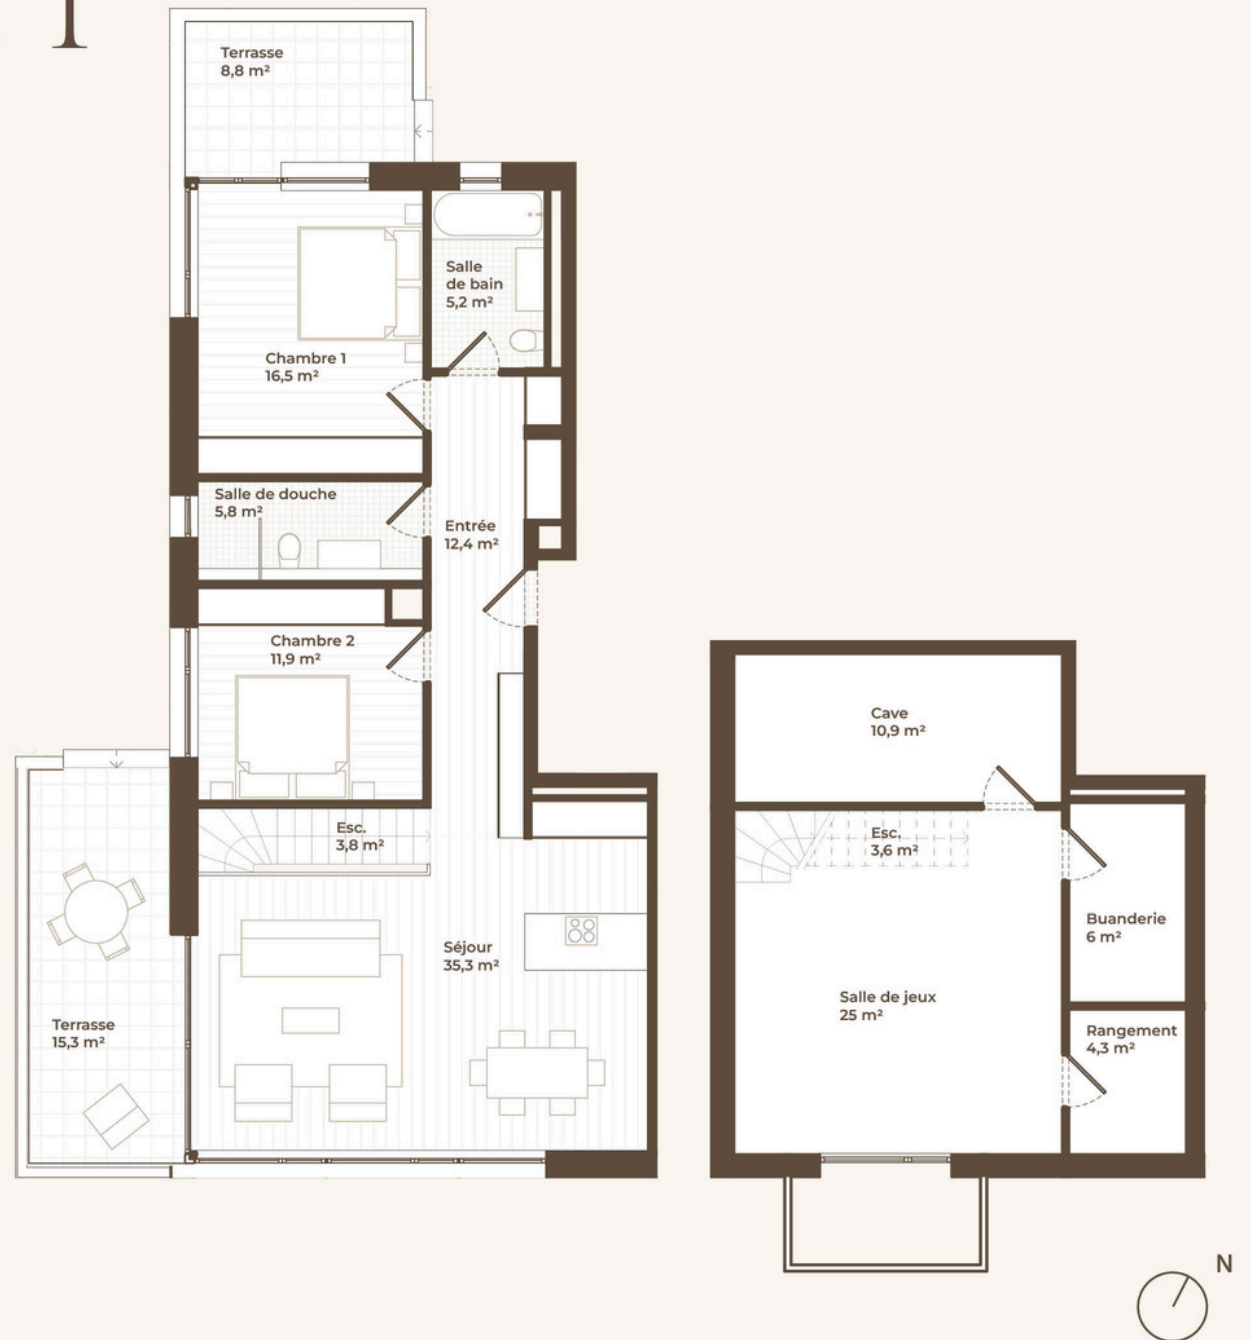 Terrasse
8,8 m²
Salle
de bain
5,2 m²
Chambre 1
16,5 m²
Salle de douche
5,8 m²
Entrée
12,4 m²
Chambre 2
11,9 m²
Esc.
3,8 m²
Séjour
35,3 m²
Terrasse
15,3 m²
Cave
10,9 m²
Esc.
3,6 m²
Buanderie
6 m²
Salle de jeux
25 m²
Rangement
4,3 m²
N